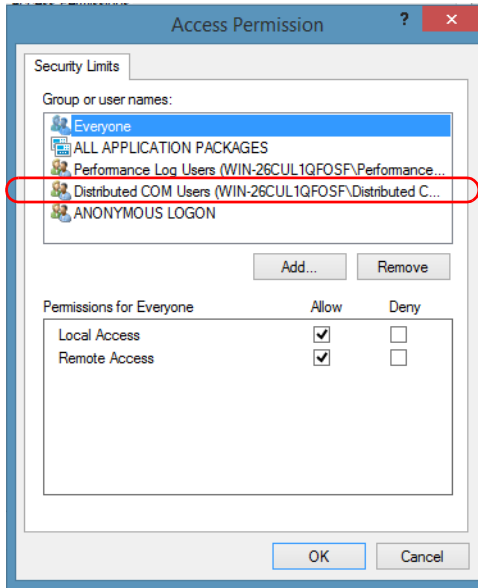 Access Permission ?
Security Limits
Group or user names:
Everyone
ALL APPLICATION PACKAGES
Performance Log Users (WIN-26CUL1QFOSF\Performance...
Distributed COM Users (WIN-26CUL1QFOSF\Distributed C...
ANONYMOUS LOGON
Add... Remove
Permissions for Everyone Allow Deny
Local Access
Remote Access
OK Cancel